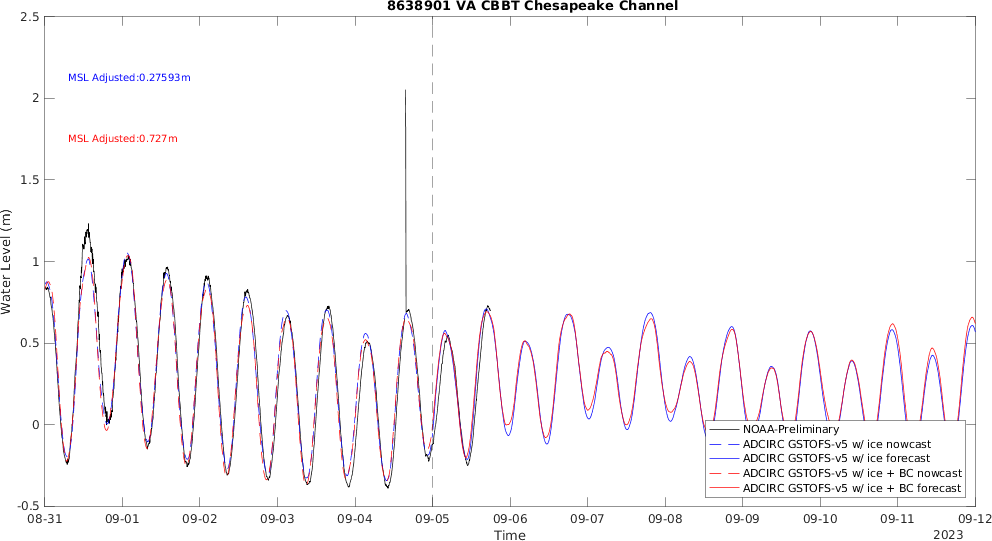 8638901 VA CBBT Chesapeake Channel
2.5
2
1.5
1
0.5
0
-0.5
Water Level (m)
MSL Adjusted:0.27593m
MSL Adjusted:0.727m
NOAA-Preliminary
ADCIRC GSTOFS-v5 w/ ice nowcast
ADCIRC GSTOFS-v5 w/ ice forecast
ADCIRC GSTOFS-v5 w/ ice + BC nowcast
ADCIRC GSTOFS-v5 w/ ice + BC forecast
08-31 09-01 09-02 09-03 09-04 09-05 09-06 09-07 09-08 09-09 09-10 09-11 09-12
Time
2023